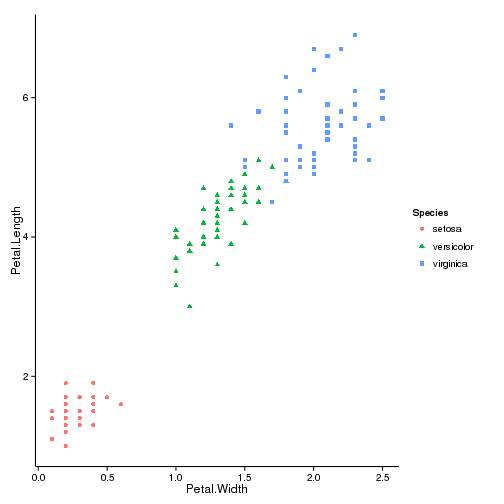 6
4
2
Petal.Length
0.0 0.5 1.0 1.5 2.0 2.5
Petal.Width
Species
setosa
versicolor
virginica